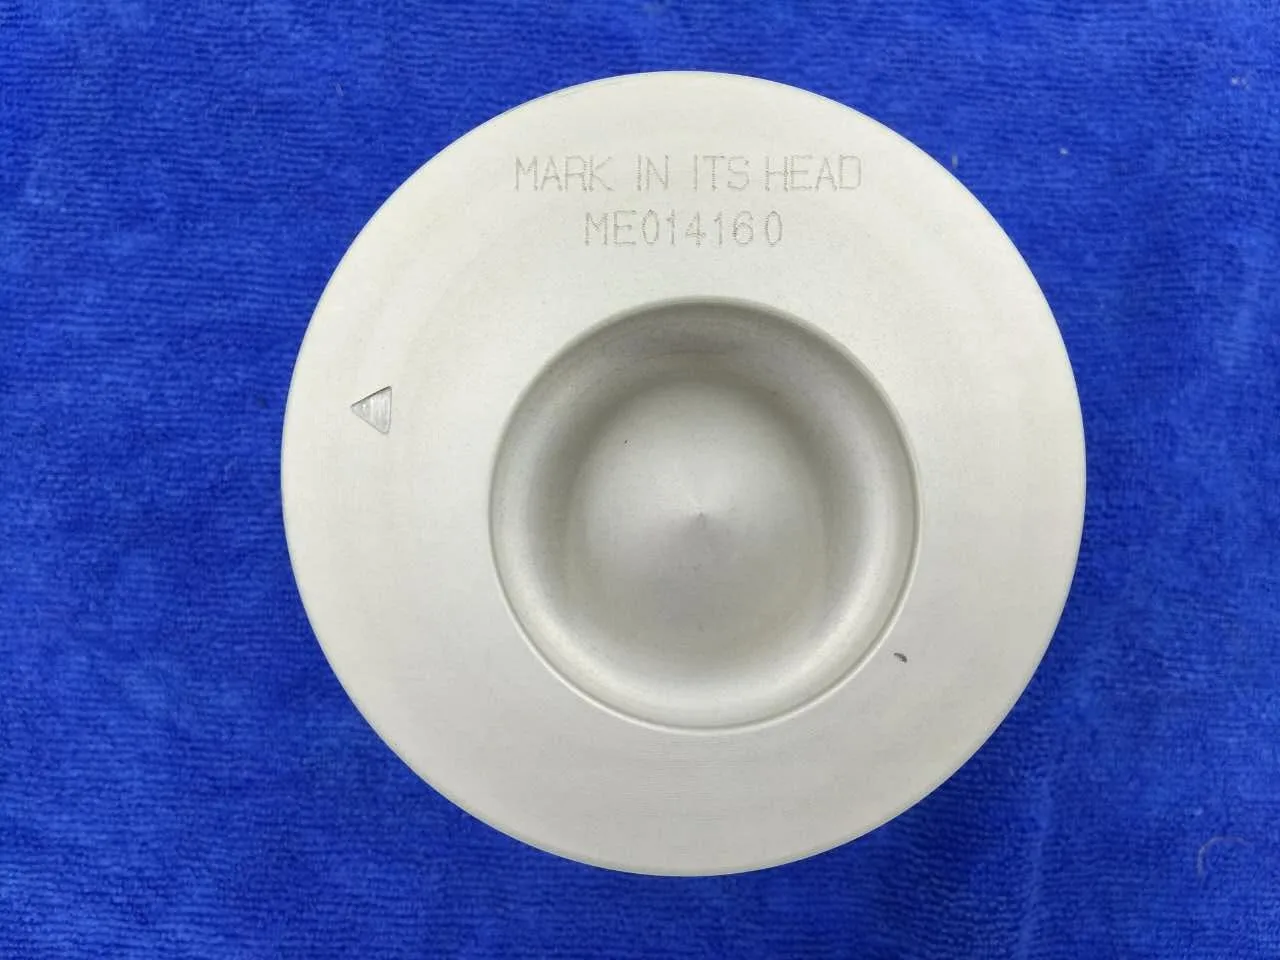 MARK IN ITS HEAD
ME014160